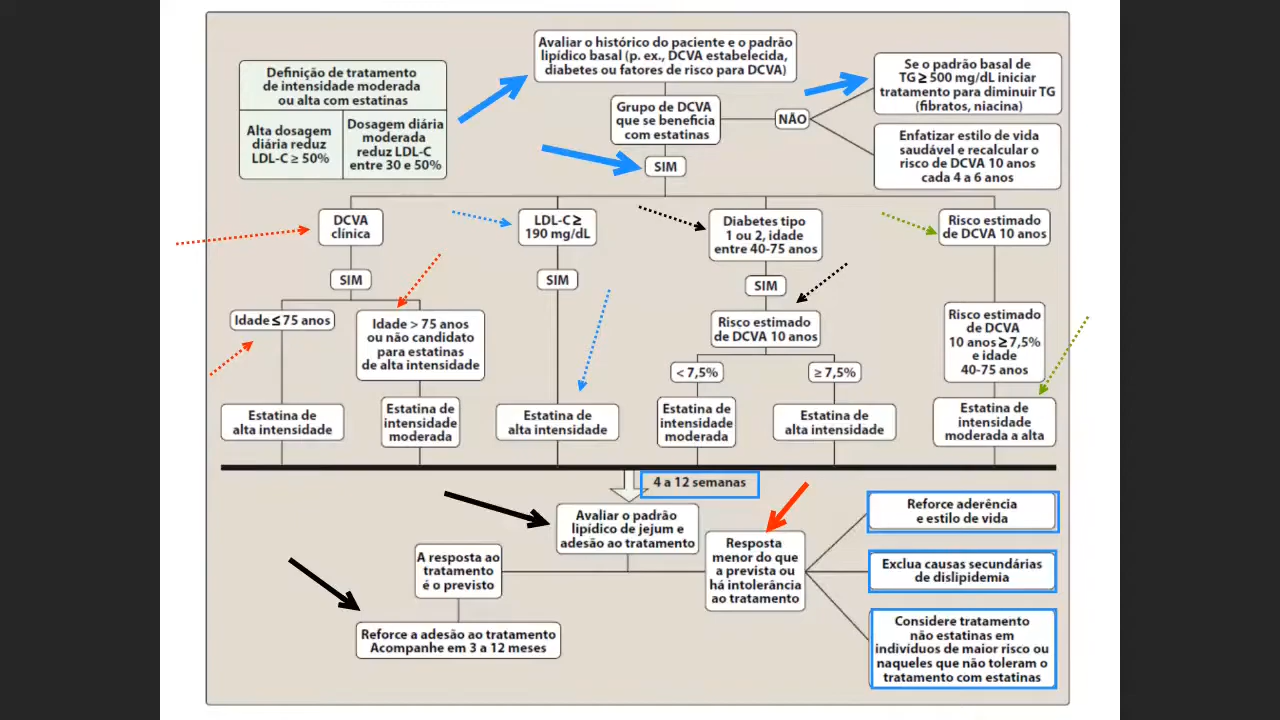 Definição de tratamento
de intensidade moderada
ou alta com estatinas
Alta dosagem
diária reduz
LDL-C ≥ 50%
Dosagem diária
moderada
reduz LDL-C
entre 30 e 50%
Avaliar o histórico do paciente e o padrão
lipídico basal (p. ex., DCVA estabelecida,
diabetes ou fatores de risco para DCVA)
Grupo de DCVA
que se beneficia
com estatinas
NÃO
Se o padrão basal de
TG ≥ 500 mg/dL iniciar
tratamento para diminuir TG
(fibratos, niacina)
Enfatizar estilo de vida
saudável e recalcular o
risco de DCVA 10 anos
cada 4 a 6 anos
SIM
DCVA
clínica
LDL-C ≥
190 mg/dL
Diabetes tipo
1 ou 2, idade
entre 40-75 anos
Risco estimado
de DCVA 10 anos
SIM
SIM
SIM
Idade ≤ 75 anos
Idade > 75 anos
ou não candidato
para estatinas
de alta intensidade
Risco estimado
de DCVA 10 anos
Risco estimado
de DCVA
10 anos ≥ 7,5%
e idade
40-75 anos
< 7,5%
≥ 7,5%
Estatina de
alta intensidade
Estatina de
intensidade
moderada
Estatina de
alta intensidade
Estatina de
intensidade
moderada
Estatina de
alta intensidade
Estatina de
intensidade
moderada a alta
4 a 12 semanas
Avaliar o padrão
lipídico de jejum e
adesão ao tratamento
A resposta ao
tratamento
é o previsto
Resposta
menor do que
a prevista ou
há intolerância
ao tratamento
Reforce a adesão ao tratamento
Acompanhe em 3 a 12 meses
Reforce aderência
e estilo de vida
Exclua causas secundárias
de dislipidemia
Considere tratamento
não estatinas em
indivíduos de maior risco ou
naqueles que não toleram o
tratamento com estatinas